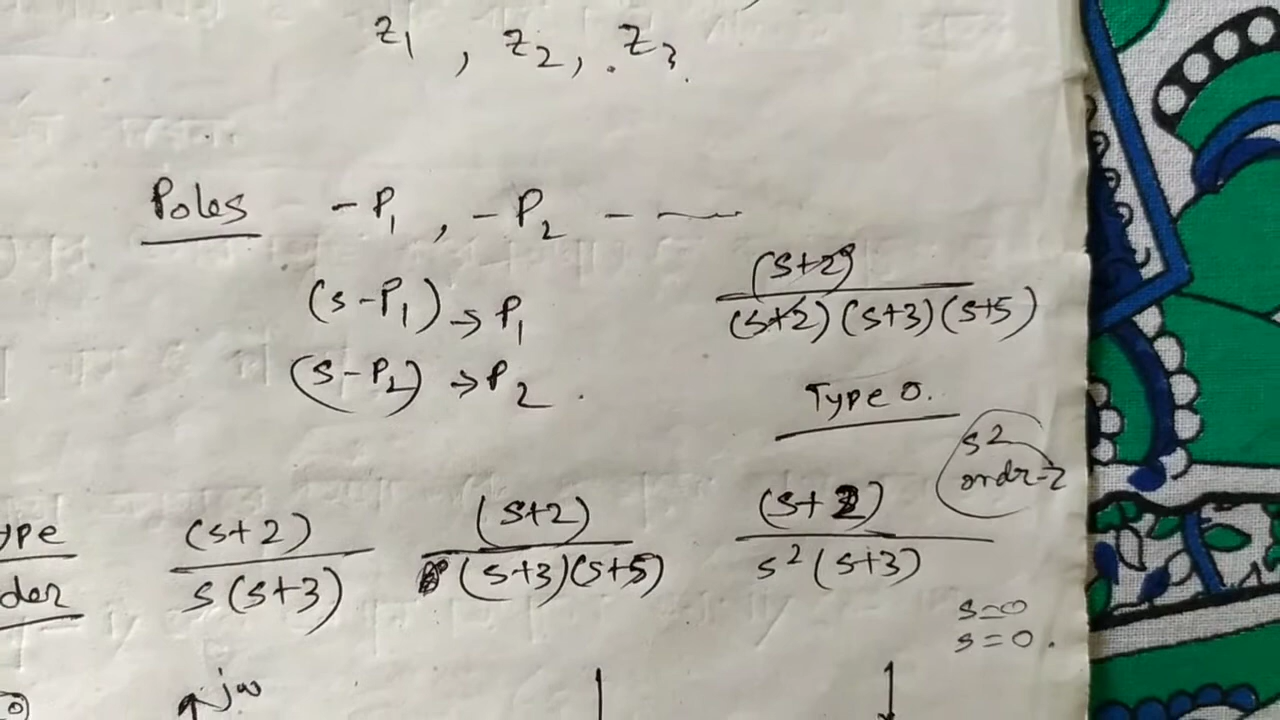 z1 , z2, z3
Poles -P1 , -P2 - —
(s-P1) → P1
(s-P2) → P2 .
(s+2)
(s+2)(s+3)(s+5)
Type 0.
s2
ordr-2
ype
der
(s+2)
s(s+3)
(s+2)
(s+3)(s+5)
(s+2)
s²(s+3)
s=0
s=0.
jω